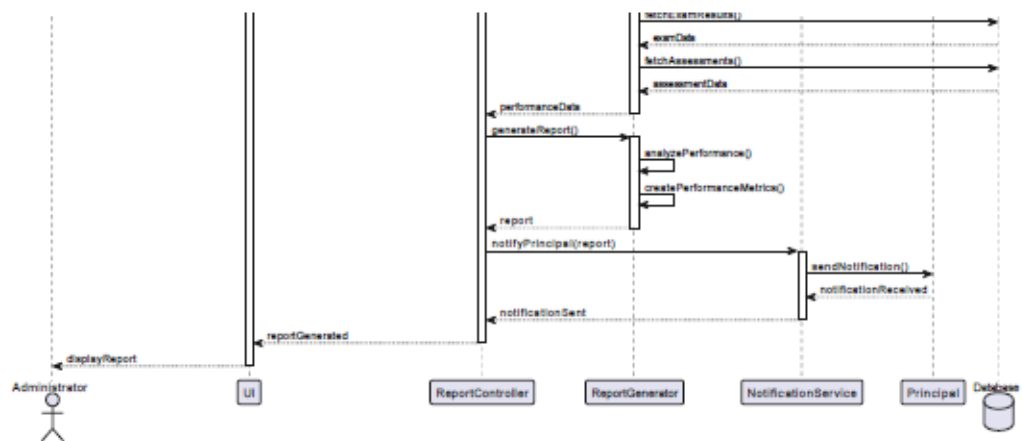 fetchExamResults()
examData
fetchAssessments()
assessmentData
performanceData
generateReport()
analyzePerformance()
createPerformanceMetrics()
report
notifyPrincipal(report)
sendNotification()
notificationReceived
notificationSent
reportGenerated
displayReport
Administrator
UI
ReportController
ReportGenerator
NotificationService
Principal
Database